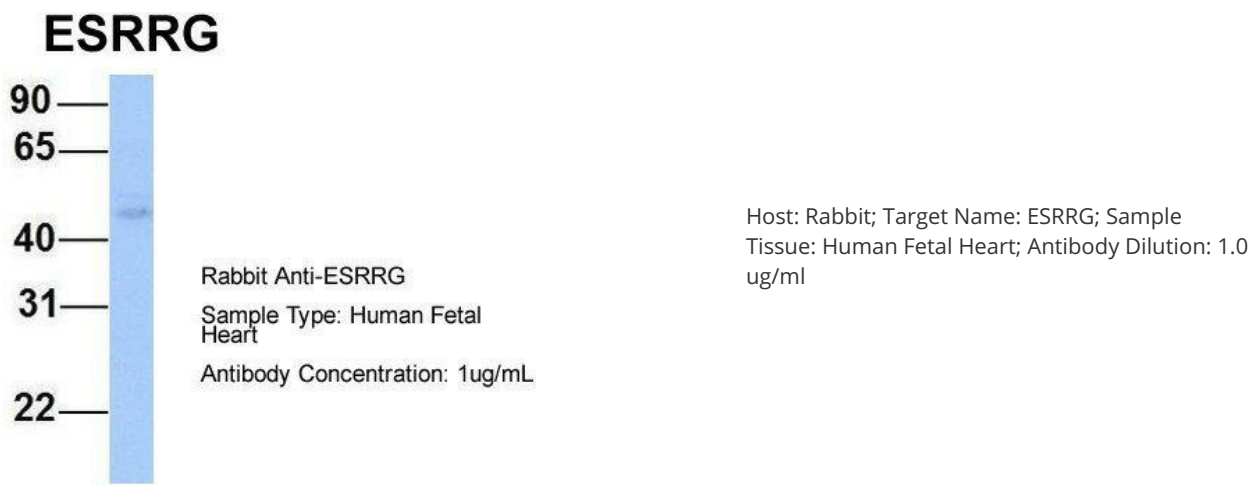 ESRRG
90
65
40
31
22
Rabbit Anti-ESRRG
Sample Type: Human Fetal
Heart
Antibody Concentration: 1ug/mL
Host: Rabbit; Target Name: ESRRG; Sample
Tissue: Human Fetal Heart; Antibody Dilution: 1.0
ug/ml